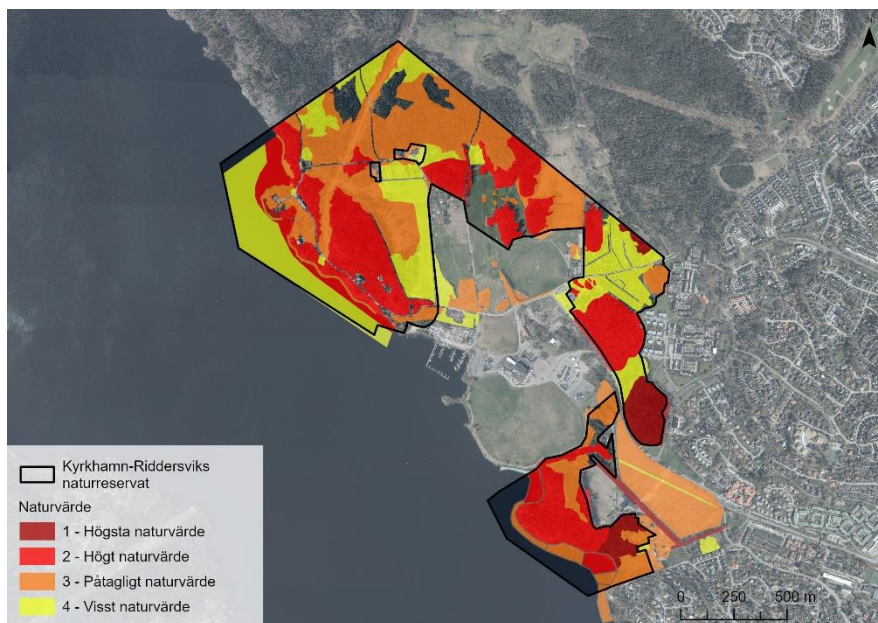 Kyrkhamn-Riddersviks
naturreservat
Naturvärde
1 - Högsta naturvärde
2 - Högt naturvärde
3 - Påtagligt naturvärde
4 - Visst naturvärde
0 250 500 m